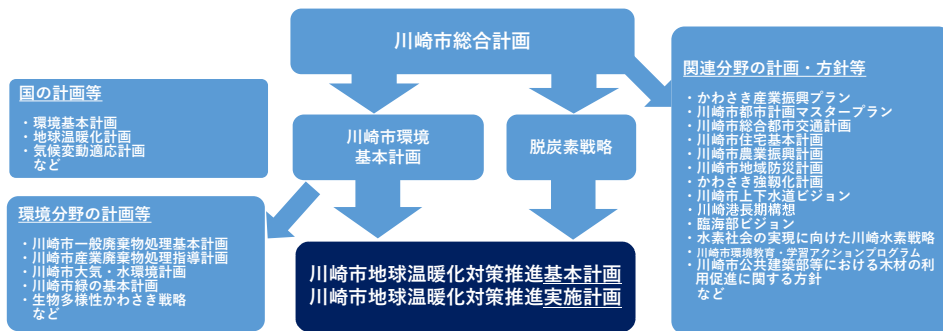 川崎市総合計画
国の計画等
・環境基本計画
・地球温暖化計画
・気候変動適応計画
など
川崎市環境
基本計画
脱炭素戦略
関連分野の計画・方針等
・かわさき産業振興プラン
・川崎市都市計画マスタープラン
・川崎市総合都市交通計画
・川崎市住宅基本計画
・川崎市農業振興計画
・川崎市地域防災計画
・かわさき強靱化計画
・川崎市上下水道ビジョン
・川崎港長期構想
・臨海部ビジョン
・水素社会の実現に向けた川崎水素戦略
・川崎市環境教育・学習アクションプログラム
・川崎市公共建築部等における木材の利
用促進に関する方針
など
環境分野の計画等
・川崎市一般廃棄物処理基本計画
・川崎市産業廃棄物処理指導計画
・川崎市大気・水環境計画
・川崎市緑の基本計画
・生物多様性かわさき戦略
など
川崎市地球温暖化対策推進基本計画
川崎市地球温暖化対策推進実施計画